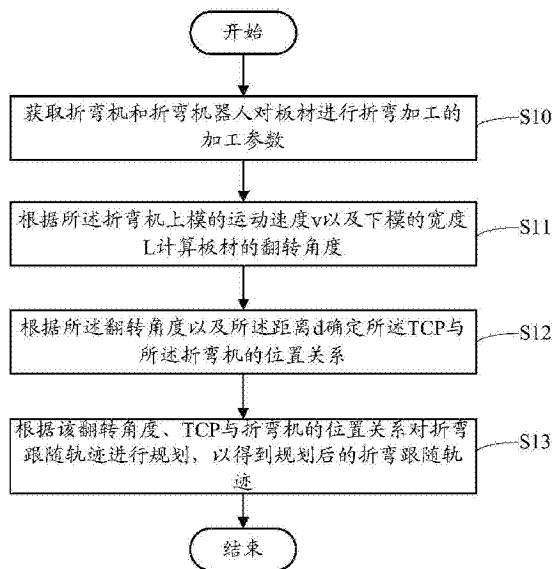 开始
获取折弯机和折弯机器人对板材进行折弯加工的
加工参数
S10
根据所述折弯机上模的运动速度v以及下模的宽度
L计算板材的翻转角度
S11
根据所述翻转角度以及所述距离d确定所述TCP与
所述折弯机的位置关系
S12
根据该翻转角度、TCP与折弯机的位置关系对折弯
跟随轨迹进行规划，以得到规划后的折弯跟随轨
迹
S13
结束